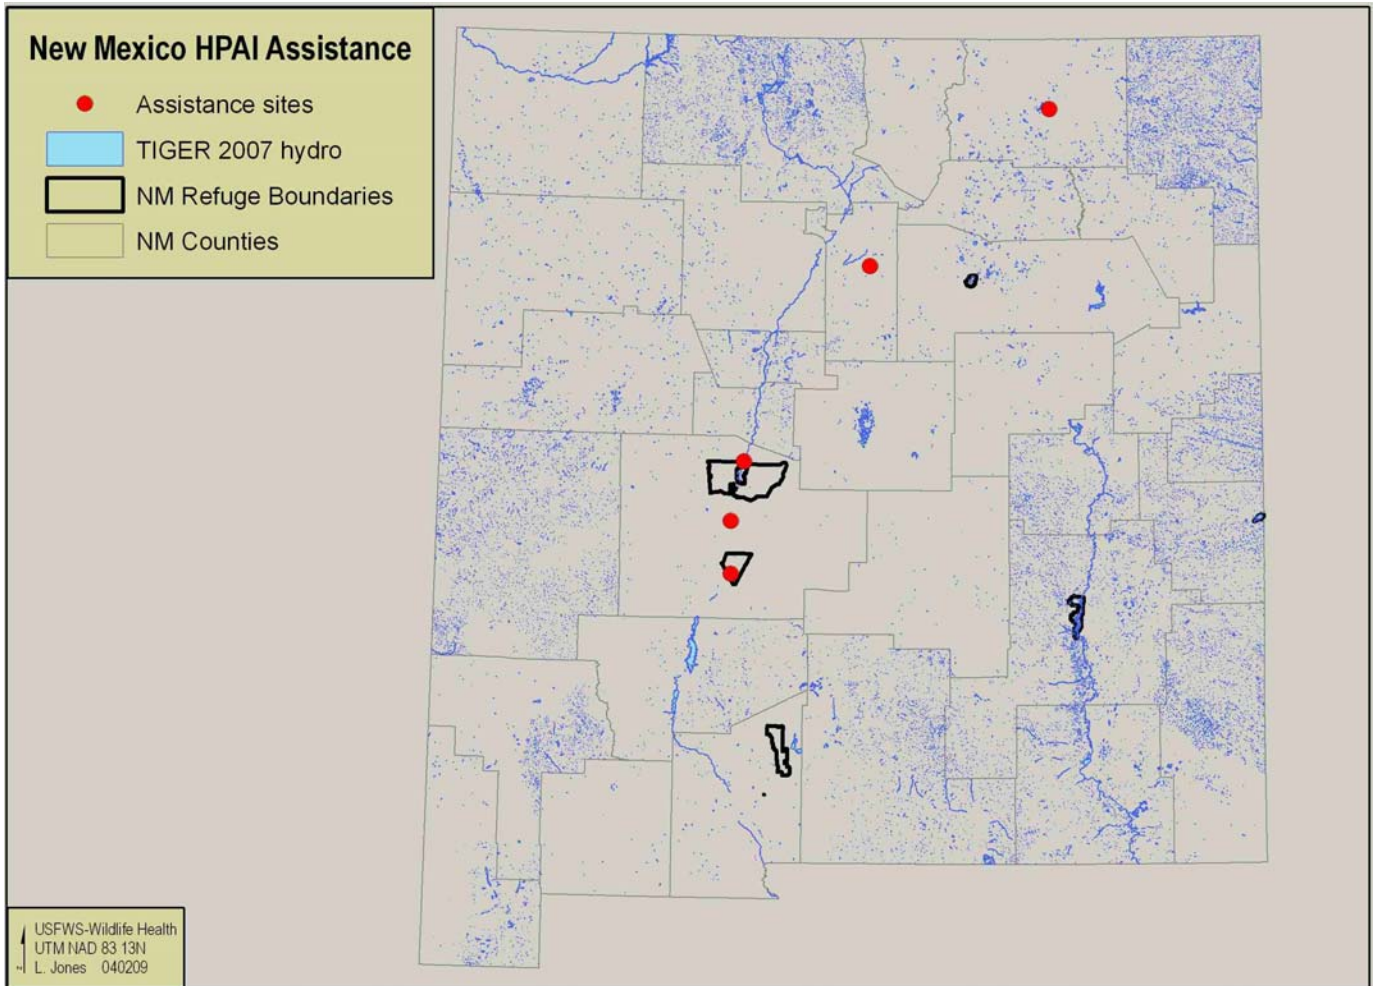 New Mexico HPAI Assistance
Assistance sites
TIGER 2007 hydro
NM Refuge Boundaries
NM Counties
USFWS-Wildlife Health
UTM NAD 83 13N
L. Jones 040209